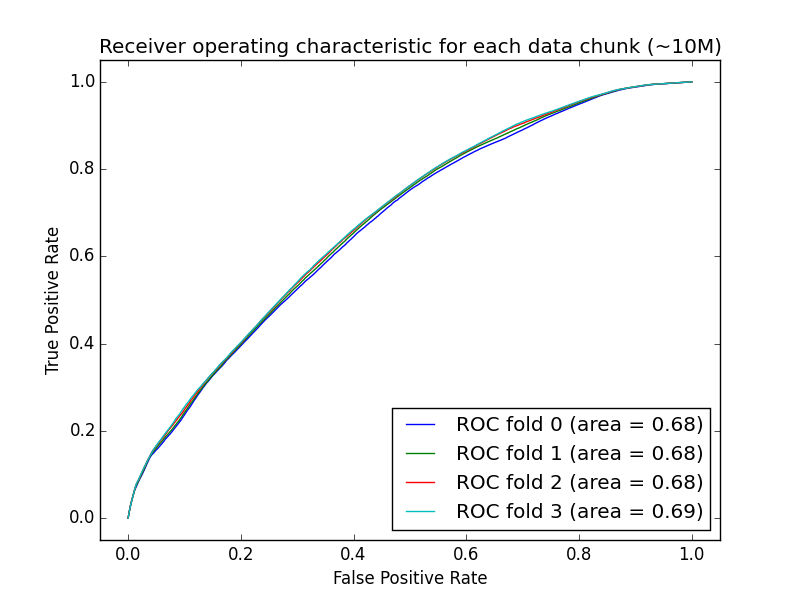 Receiver operating characteristic for each data chunk (~10M)
True Positive Rate
1.0
0.8
0.6
0.4
0.2
0.0
ROC fold 0 (area = 0.68)
ROC fold 1 (area = 0.68)
ROC fold 2 (area = 0.68)
ROC fold 3 (area = 0.69)
0.0 0.2 0.4 0.6 0.8 1.0
False Positive Rate